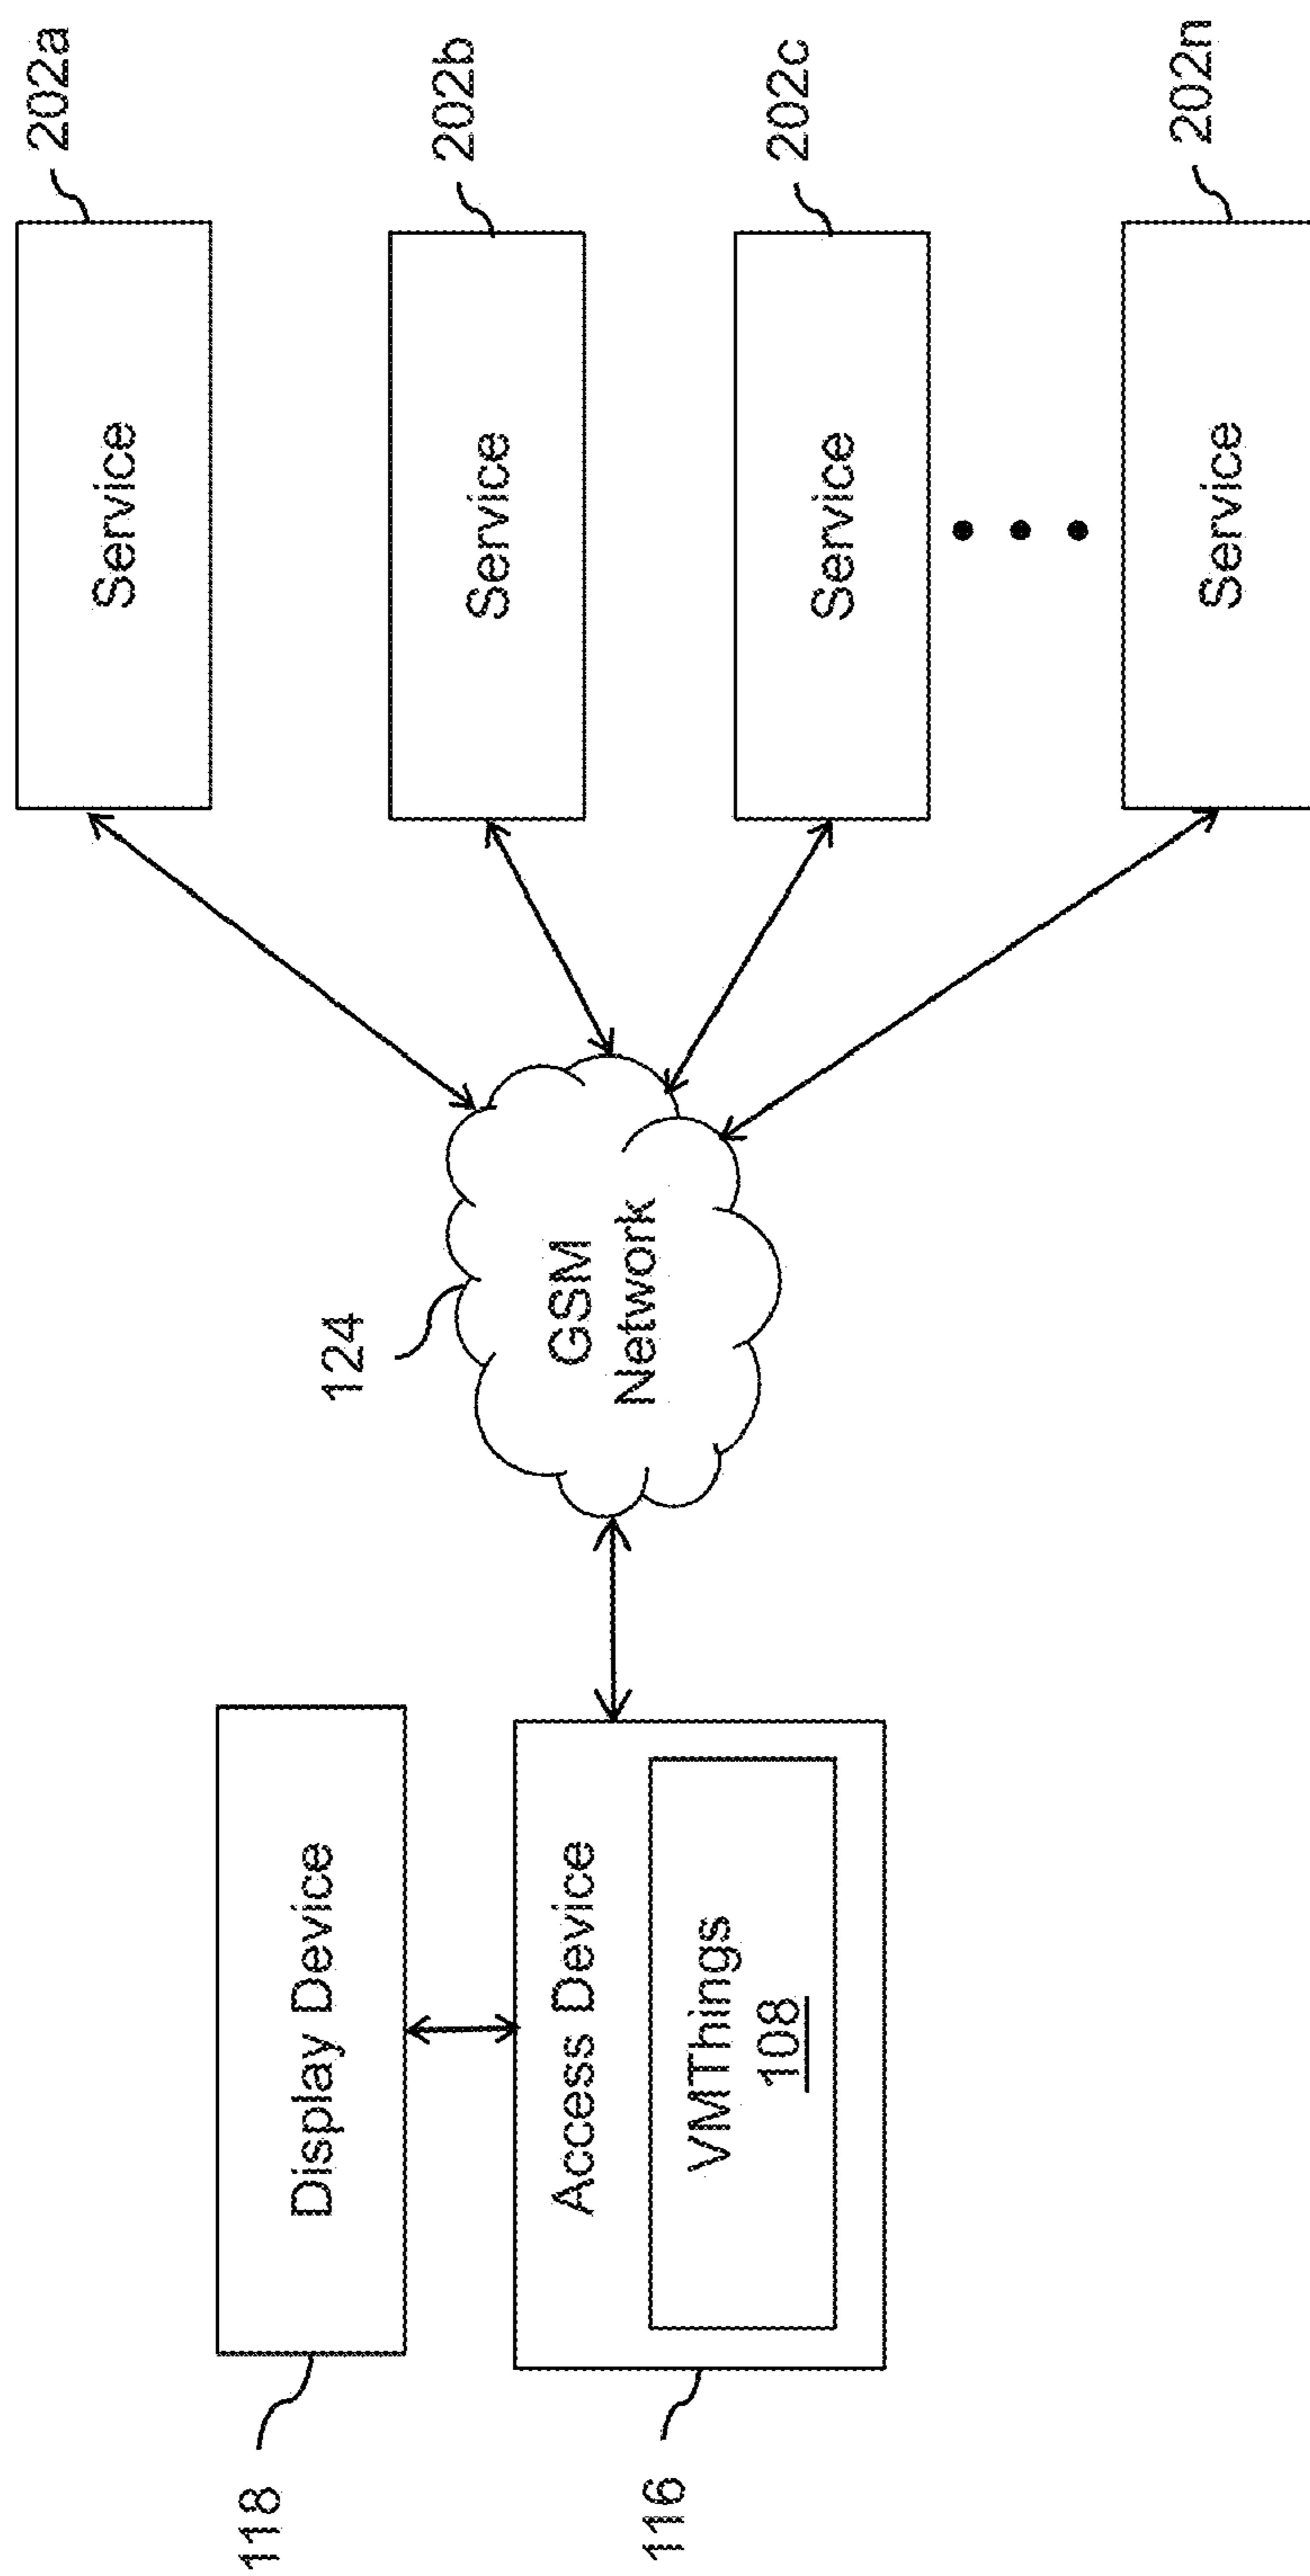 118
Display Device
116
Access Device
VMThings
108
124
GSM
Network
Service
202a
Service
202b
Service
202c
Service
202n